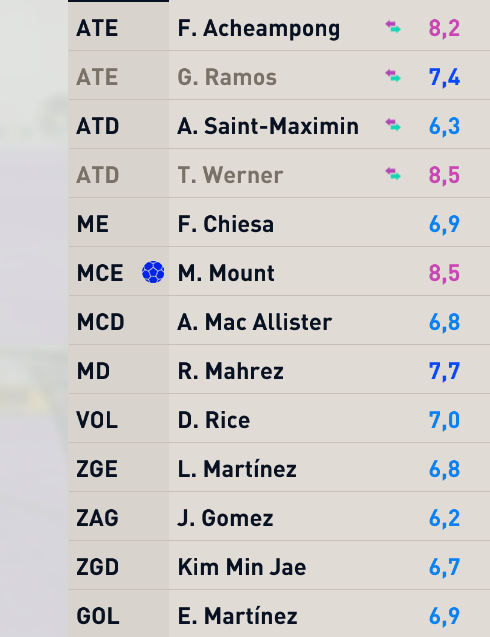 ATE F. Acheampong 8,2
ATE G. Ramos 7,4
ATD A. Saint-Maximin 6,3
ATD T. Werner 8,5
ME F. Chiesa 6,9
MCE M. Mount 8,5
MCD A. Mac Allister 6,8
MD R. Mahrez 7,7
VOL D. Rice 7,0
ZGE L. Martínez 6,8
ZAG J. Gomez 6,2
ZGD Kim Min Jae 6,7
GOL E. Martínez 6,9